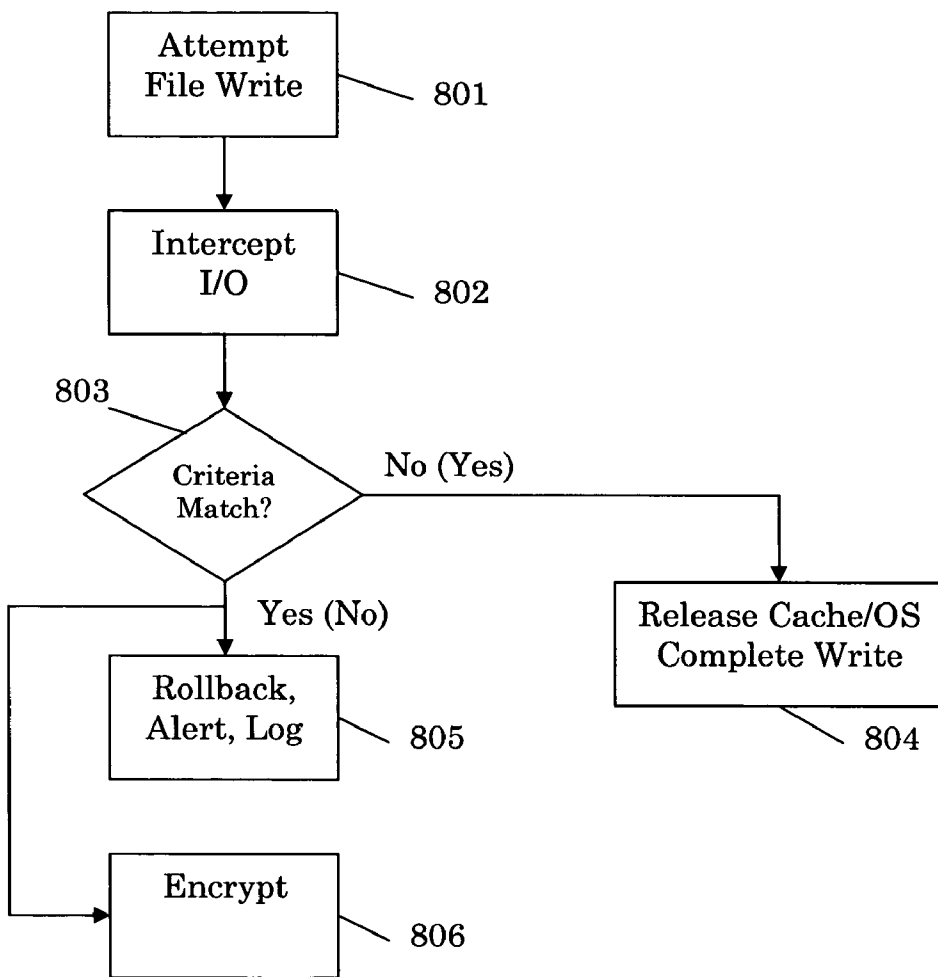 Attempt
File Write
801
Intercept
I/O
802
803
Criteria
Match?
No (Yes)
Yes (No)
Release Cache/OS
Complete Write
804
Rollback,
Alert, Log
805
Encrypt
806